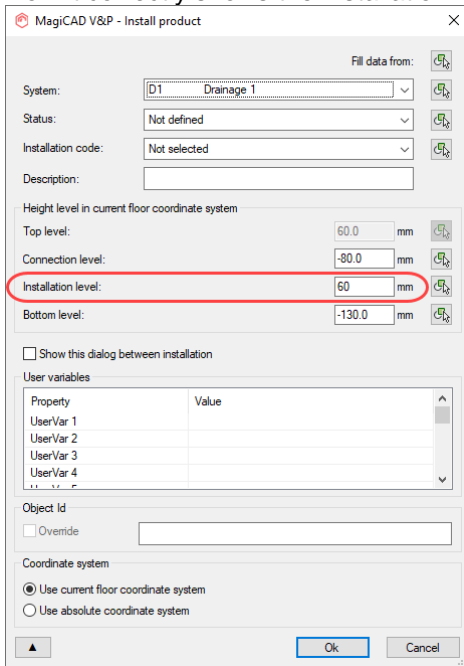 MagiCAD V&P - Install product
Fill data from:
System: D1 Drainage 1
Status: Not defined
Installation code: Not selected
Description:
Height level in current floor coordinate system
Top level: 60.0 mm
Connection level: -80.0 mm
Installation level: 60 mm
Bottom level: -130.0 mm
Show this dialog between installation
User variables
Property Value
UserVar 1
UserVar 2
UserVar 3
UserVar 4
Object Id
Override
Coordinate system
Use current floor coordinate system
Use absolute coordinate system
Ok Cancel